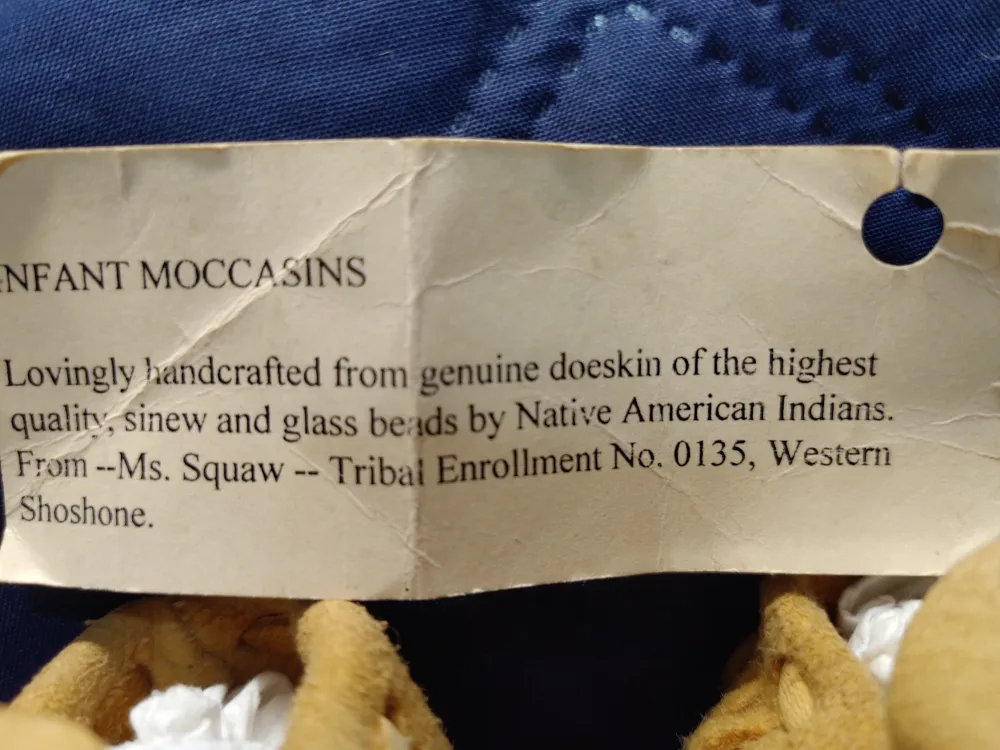 INFANT MOCCASINS
Lovingly handcrafted from genuine doeskin of the highest
quality, sinew and glass beads by Native American Indians.
From --Ms. Squaw -- Tribal Enrollment No. 0135, Western
Shoshone.